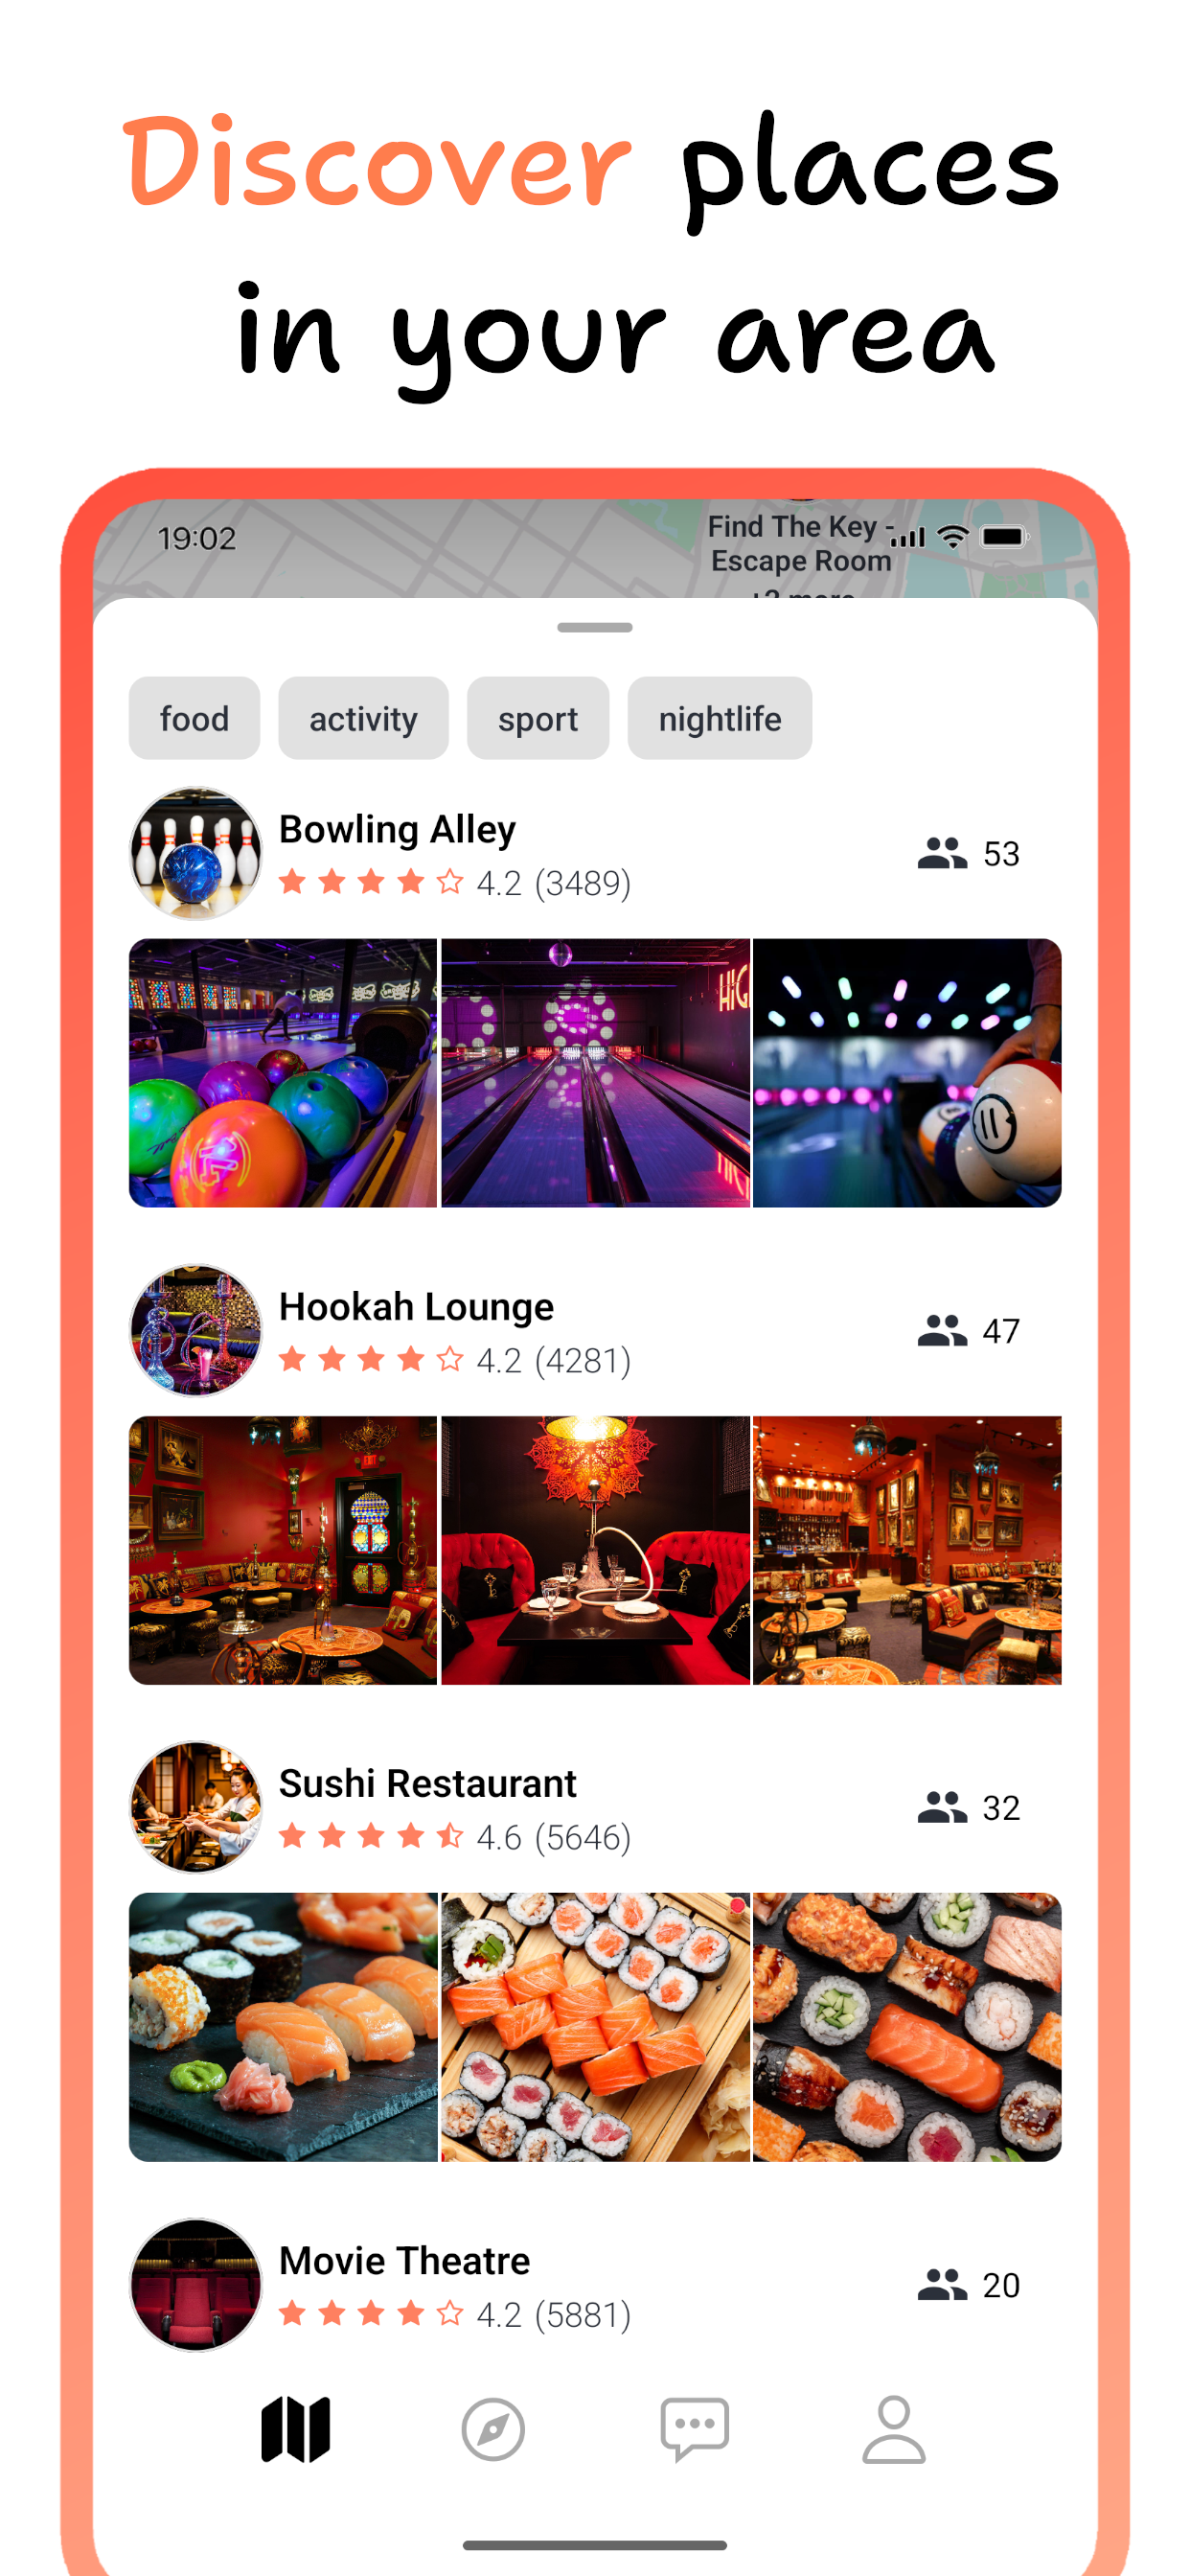 Discover places
in your area
19:02
Find The Key -
Escape Room
food
activity
sport
nightlife
Bowling Alley
4.2 (3489)
53
HIG
Hookah Lounge
4.2 (4281)
47
Sushi Restaurant
4.6 (5646)
32
Movie Theatre
4.2 (5881)
20